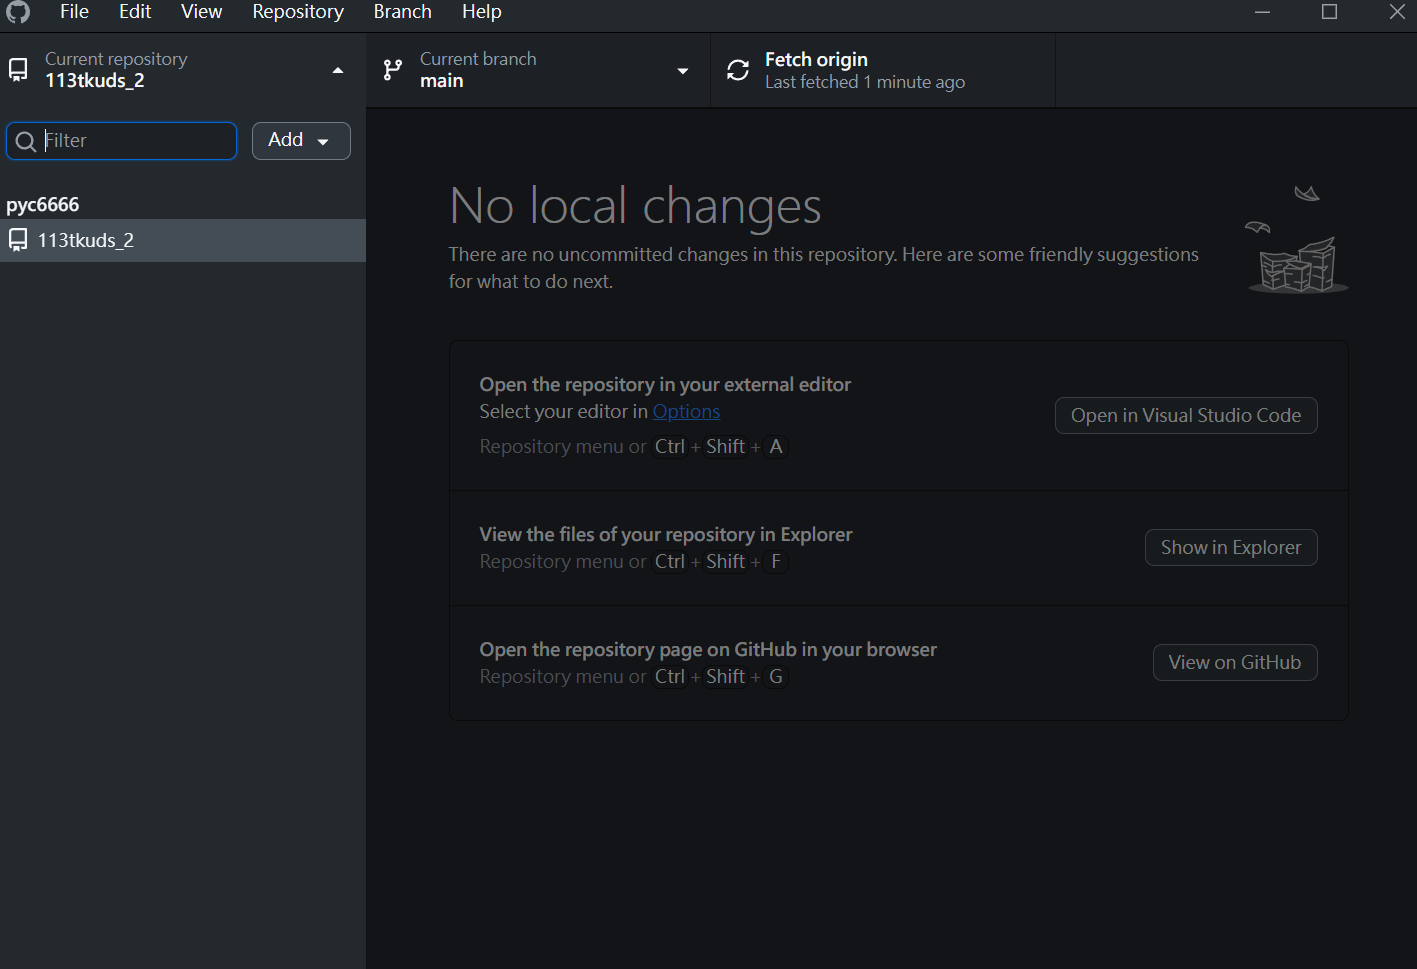 File Edit View Repository Branch Help
Current repository
113tkuds_2
Current branch
main
Fetch origin
Last fetched 1 minute ago
Filter
Add
pyc6666
113tkuds_2
No local changes
There are no uncommitted changes in this repository. Here are some friendly suggestions
for what to do next.
Open the repository in your external editor
Select your editor in Options
Repository menu or Ctrl + Shift + A
Open in Visual Studio Code
View the files of your repository in Explorer
Repository menu or Ctrl + Shift + F
Show in Explorer
Open the repository page on GitHub in your browser
Repository menu or Ctrl + Shift + G
View on GitHub